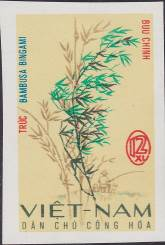 TRÚC / BAMBUSA BINGAMI
BƯU CHÍNH
12 XU
VIỆT-NAM
DÂN CHỦ CỘNG HÒA